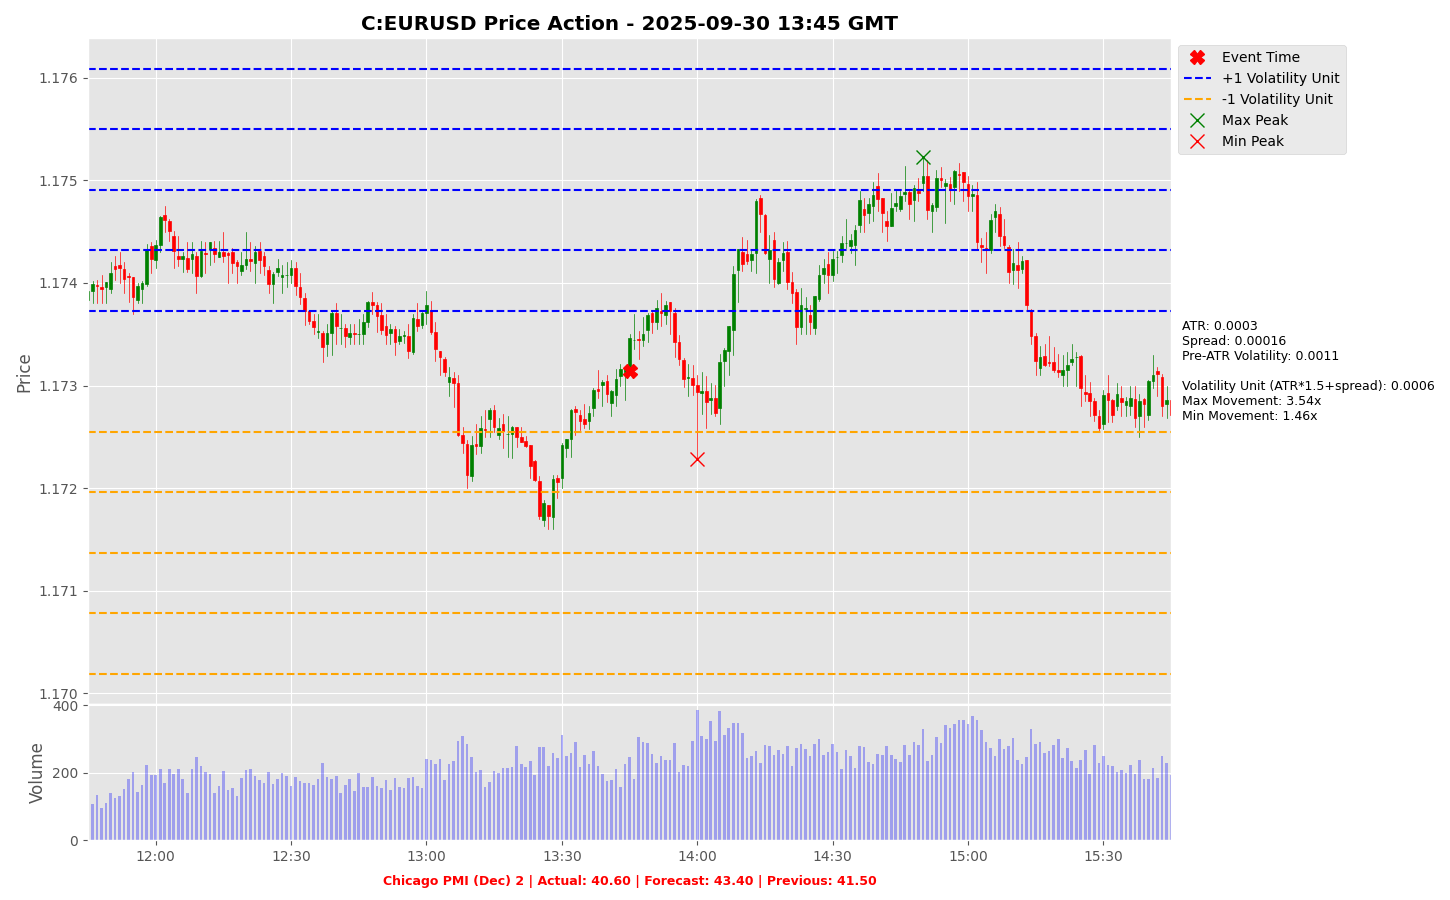 C:EURUSD Price Action - 2025-09-30 13:45 GMT
Event Time
+1 Volatility Unit
-1 Volatility Unit
Max Peak
Min Peak
1.176
1.175
1.174
1.173
1.172
1.171
1.170
Price
ATR: 0.0003
Spread: 0.00016
Pre-ATR Volatility: 0.0011
Volatility Unit (ATR*1.5+spread): 0.0006
Max Movement: 3.54x
Min Movement: 1.46x
400
200
0
Volume
12:00 12:30 13:00 13:30 14:00 14:30 15:00 15:30
Chicago PMI (Dec) 2 | Actual: 40.60 | Forecast: 43.40 | Previous: 41.50